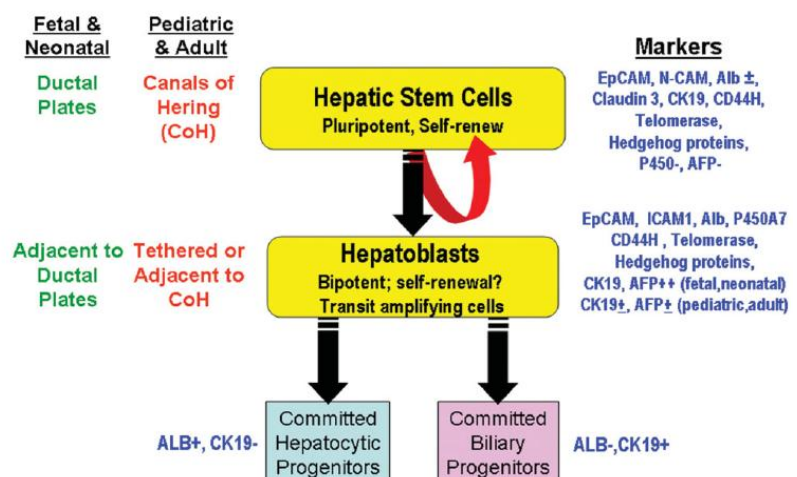 Fetal &
Neonatal
Pediatric
& Adult
Markers
Ductal
Plates
Canals of
Hering
(CoH)
Hepatic Stem Cells
Pluripotent, Self-renew
EpCAM, N-CAM, Alb ±,
Claudin 3, CK19, CD44H,
Telomerase,
Hedgehog proteins,
P450-, AFP-
Adjacent to
Ductal
Plates
Tethered or
Adjacent to
CoH
Hepatoblasts
Bipotent; self-renewal?
Transit amplifying cells
EpCAM, ICAM1, Alb, P450A7
CD44H , Telomerase,
Hedgehog proteins,
CK19, AFP++ (fetal,neonatal)
CK19±, AFP± (pediatric,adult)
ALB+, CK19-
Committed
Hepatocytic
Progenitors
Committed
Biliary
Progenitors
ALB-,CK19+